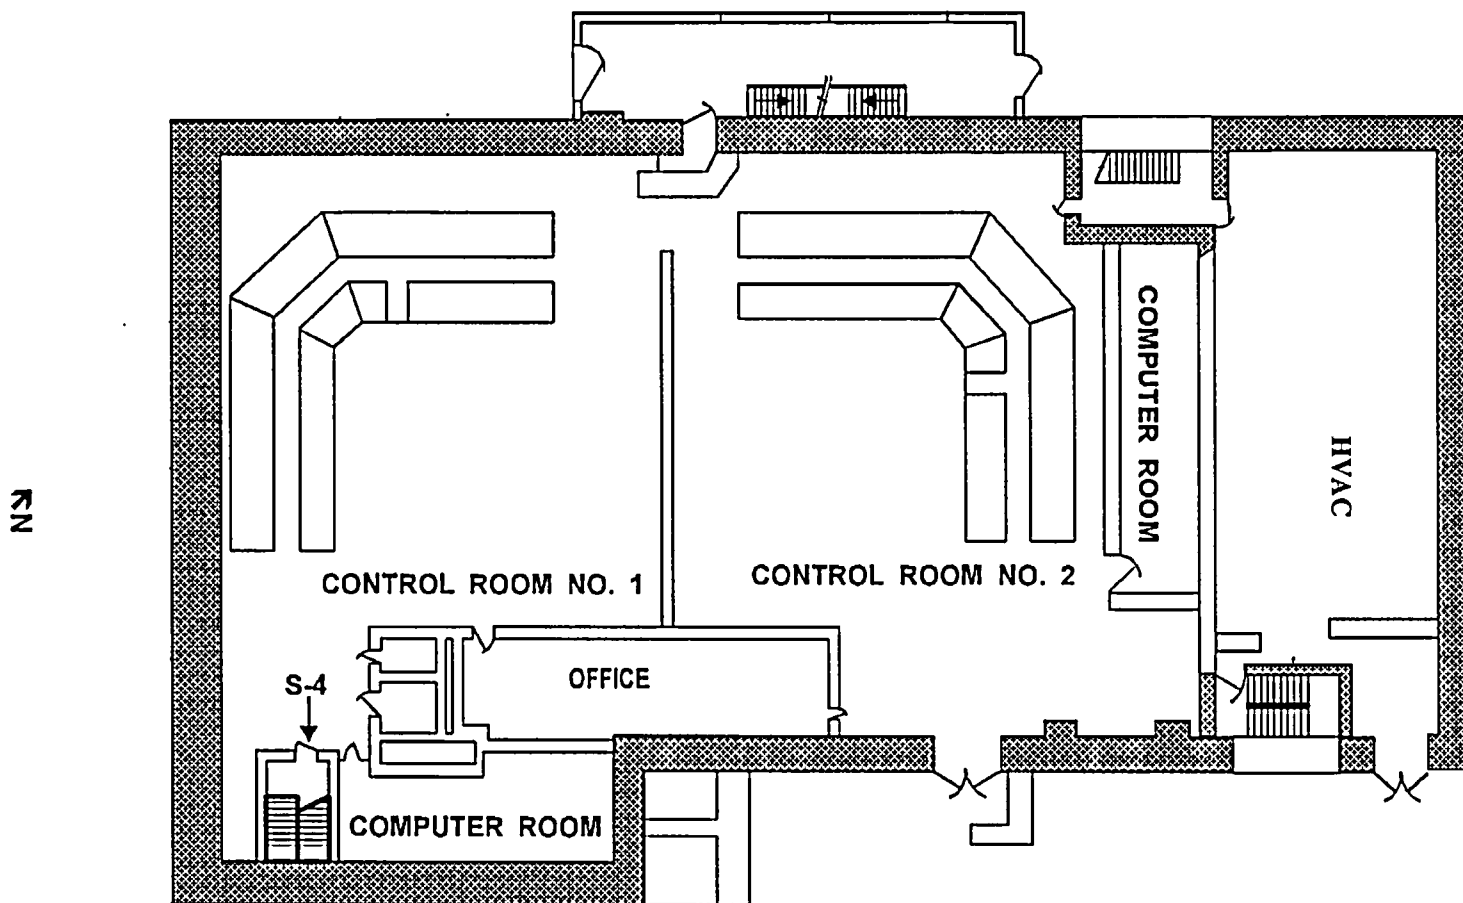 COMPUTER ROOM
HVAC
N
CONTROL ROOM NO. 1
CONTROL ROOM NO. 2
OFFICE
S-4
COMPUTER ROOM